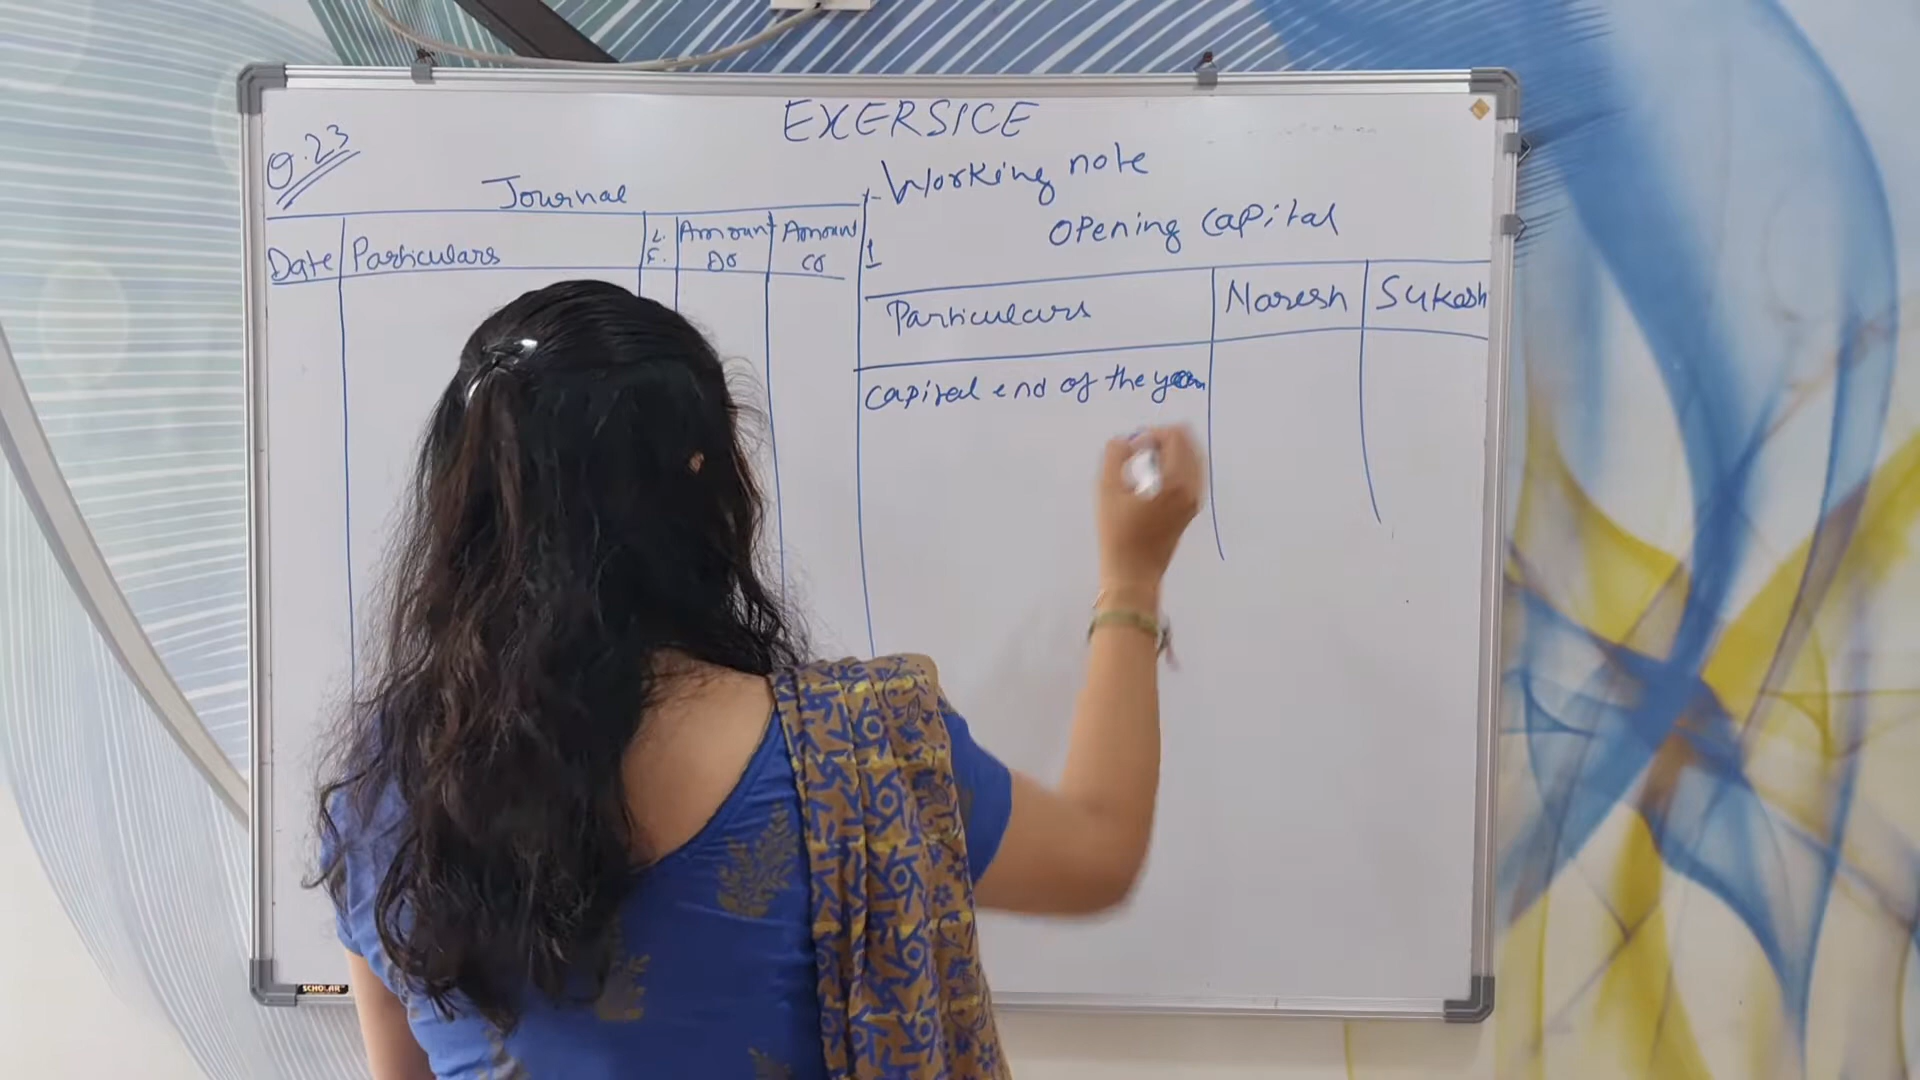 EXERSICE
Q.23
Journal
Date Particulars L.F. Amount Dr Amount Cr
Working note
1 Opening capital
Particulars Naresh Sukesh
Capital end of the year
SCHOLAR